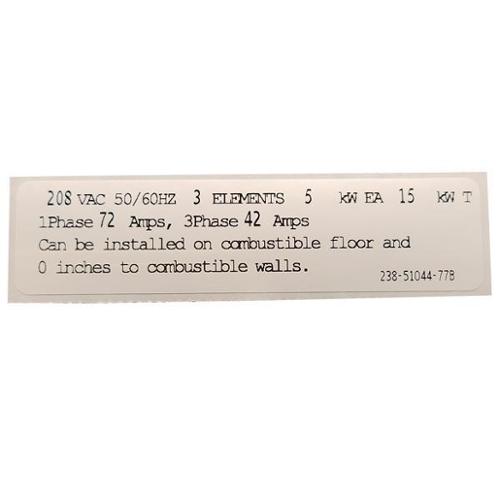 208 VAC 50/60HZ 3 ELEMENTS 5 kW EA 15 kW T
1Phase 72 Amps, 3Phase 42 Amps
Can be installed on combustible floor and
0 inches to combustible walls.
238-51044-77B